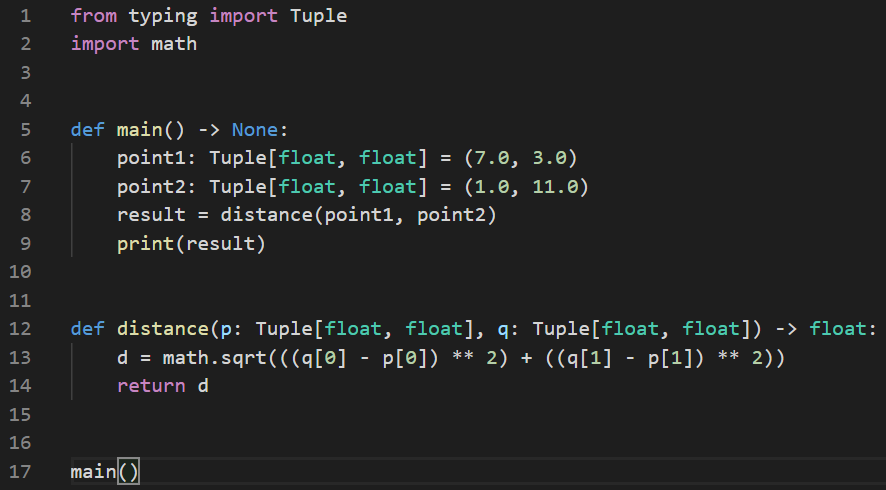 1 from typing import Tuple
2 import math
3
4
5 def main() -> None:
6     point1: Tuple[float, float] = (7.0, 3.0)
7     point2: Tuple[float, float] = (1.0, 11.0)
8     result = distance(point1, point2)
9     print(result)
10
11
12 def distance(p: Tuple[float, float], q: Tuple[float, float]) -> float:
13     d = math.sqrt(((q[0] - p[0]) ** 2) + ((q[1] - p[1]) ** 2))
14     return d
15
16
17 main()